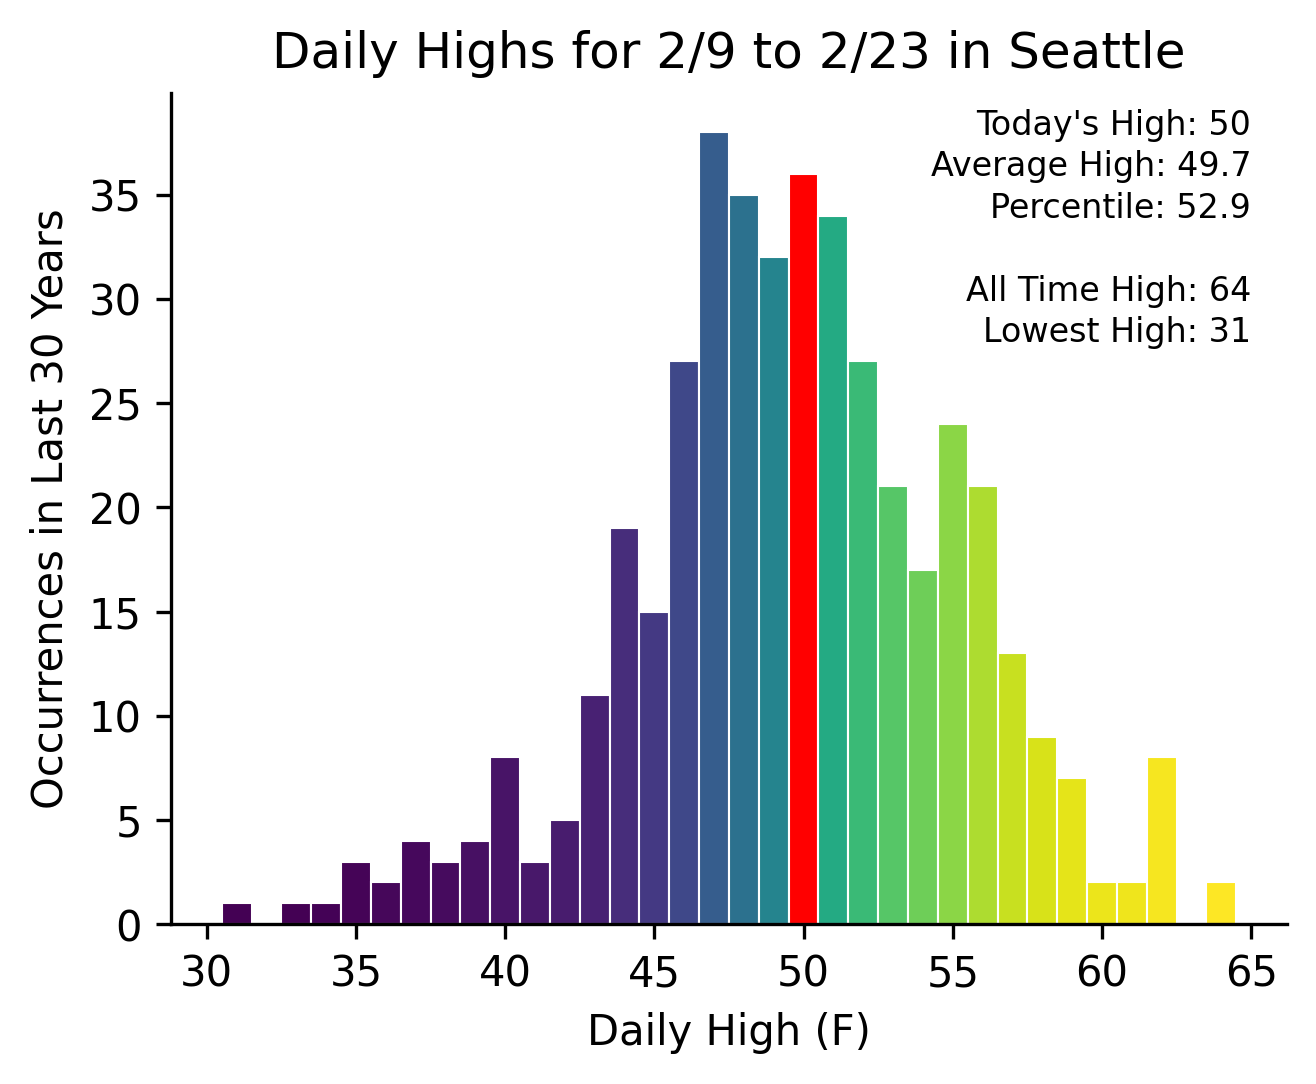 Daily Highs for 2/9 to 2/23 in Seattle
Today's High: 50
Average High: 49.7
Percentile: 52.9
All Time High: 64
Lowest High: 31
Occurrences in Last 30 Years
35
30
25
20
15
10
5
0
30 35 40 45 50 55 60 65
Daily High (F)